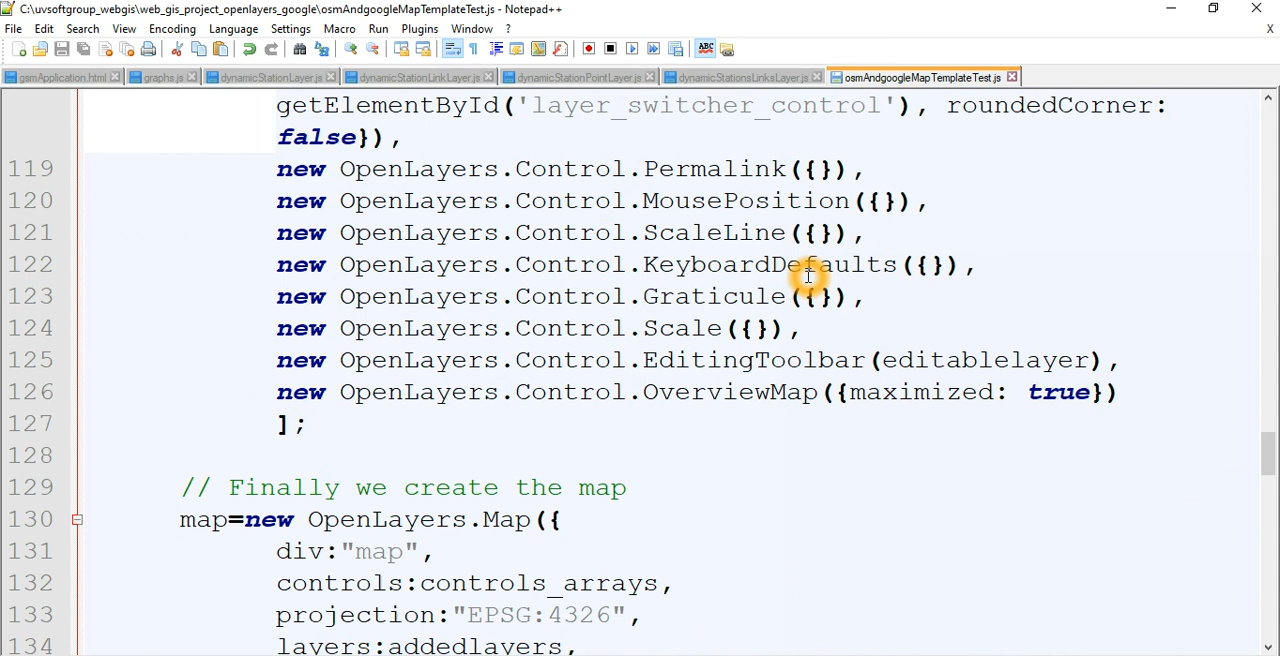 C:\uvsoftgroup_webgis\web_gis_project_openlayers_google\osmAndgoogleMapTemplateTest.js - Notepad++
File Edit Search View Encoding Language Settings Macro Run Plugins Window ? X
gsmApplication.html graphs.js dynamicStationLayer.js dynamicStationLinkLayer.js dynamicStationPointLayer.js dynamicStationsLinksLayer.js osmAndgoogleMapTemplateTest.js
getElementById('layer_switcher_control'), roundedCorner:
false}),
119 new OpenLayers.Control.Permalink({}),
120 new OpenLayers.Control.MousePosition({}),
121 new OpenLayers.Control.ScaleLine({}),
122 new OpenLayers.Control.KeyboardDefaults({}),
123 new OpenLayers.Control.Graticule({}),
124 new OpenLayers.Control.Scale({}),
125 new OpenLayers.Control.EditingToolbar(editablelayer),
126 new OpenLayers.Control.OverviewMap({maximized: true})
127 ];
128
129 // Finally we create the map
130 map=new OpenLayers.Map({
131 div:"map",
132 controls:controls_arrays,
133 projection:"EPSG:4326",
134 layers:addedlayers,